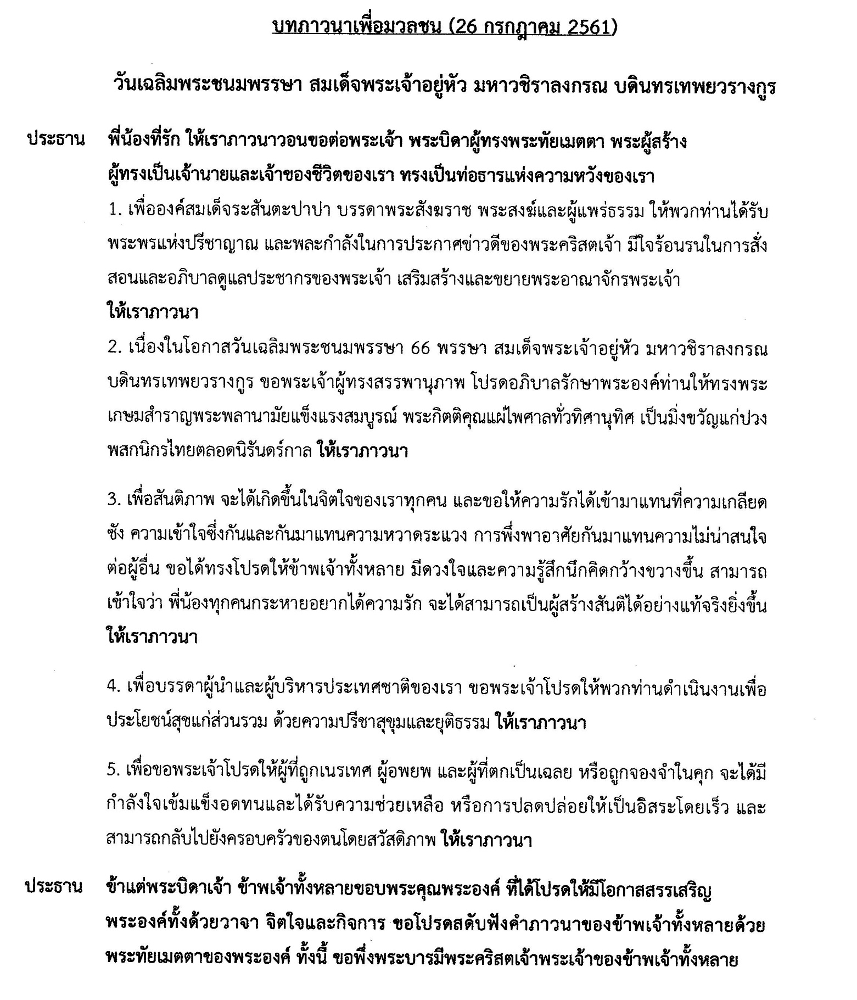 บทภาวนาเพื่อมวลชน (26 กรกฎาคม 2561)
วันเฉลิมพระชนมพรรษา สมเด็จพระเจ้าอยู่หัว มหาวชิราลงกรณ บดินทรเทพยวรางกูร
ประธาน พี่น้องที่รัก ให้เราภาวนาวอนขอต่อพระเจ้า พระบิดาผู้ทรงพระทัยเมตตา พระผู้สร้าง
ผู้ทรงเป็นเจ้านายและเจ้าของชีวิตของเรา ทรงเป็นท่อธารแห่งความหวังของเรา
1. เพื่อองค์สมเด็จระสันตะปาปา บรรดาพระสังฆราช พระสงฆ์และผู้แพร่ธรรม ให้พวกท่านได้รับ
พระพรแห่งปรีชาญาณ และพละกำลังในการประกาศข่าวดีของพระคริสตเจ้า มีใจร้อนรนในการสั่ง
สอนและอภิบาลดูแลประชากรของพระเจ้า เสริมสร้างและขยายพระอาณาจักรพระเจ้า
ให้เราภาวนา
2. เนื่องในโอกาสวันเฉลิมพระชนมพรรษา 66 พรรษา สมเด็จพระเจ้าอยู่หัว มหาวชิราลงกรณ
บดินทรเทพยวรางกูร ขอพระเจ้าผู้ทรงสรรพานุภาพ โปรดอภิบาลรักษาพระองค์ท่านให้ทรงพระ
เกษมสำราญพระพลานามัยแข็งแรงสมบูรณ์ พระกิตติคุณแผ่ไพศาลทั่วทิศานุทิศ เป็นมิ่งขวัญแก่ปวง
พสกนิกรไทยตลอดนิรันดร์กาล ให้เราภาวนา
3. เพื่อสันติภาพ จะได้เกิดขึ้นในจิตใจของเราทุกคน และขอให้ความรักได้เข้ามาแทนที่ความเกลียด
ชัง ความเข้าใจซึ่งกันและกันมาแทนความหวาดระแวง การพึ่งพาอาศัยกันมาแทนความไม่น่าสนใจ
ต่อผู้อื่น ขอได้ทรงโปรดให้ข้าพเจ้าทั้งหลาย มีดวงใจและความรู้สึกนึกคิดกว้างขวางขึ้น สามารถ
เข้าใจว่า พี่น้องทุกคนกระหายอยากได้ความรัก จะได้สามารถเป็นผู้สร้างสันติได้อย่างแท้จริงยิ่งขึ้น
ให้เราภาวนา
4. เพื่อบรรดาผู้นำและผู้บริหารประเทศชาติของเรา ขอพระเจ้าโปรดให้พวกท่านดำเนินงานเพื่อ
ประโยชน์สุขแก่ส่วนรวม ด้วยความปรีชาสุขุมและยุติธรรม ให้เราภาวนา
5. เพื่อขอพระเจ้าโปรดให้ผู้ที่ถูกเนรเทศ ผู้อพยพ และผู้ที่ตกเป็นเฉลย หรือถูกจองจำในคุก จะได้มี
กำลังใจเข้มแข็งอดทนและได้รับความช่วยเหลือ หรือการปลดปล่อยให้เป็นอิสระโดยเร็ว และ
สามารถกลับไปยังครอบครัวของตนโดยสวัสดิภาพ ให้เราภาวนา
ประธาน ข้าแต่พระบิดาเจ้า ข้าพเจ้าทั้งหลายขอบพระคุณพระองค์ ที่ได้โปรดให้มีโอกาสสรรเสริญ
พระองค์ทั้งด้วยวาจา จิตใจและกิจการ ขอโปรดสดับฟังคำภาวนาของข้าพเจ้าทั้งหลายด้วย
พระทัยเมตตาของพระองค์ ทั้งนี้ ขอพึ่งพระบารมีพระคริสตเจ้าพระเจ้าของข้าพเจ้าทั้งหลาย